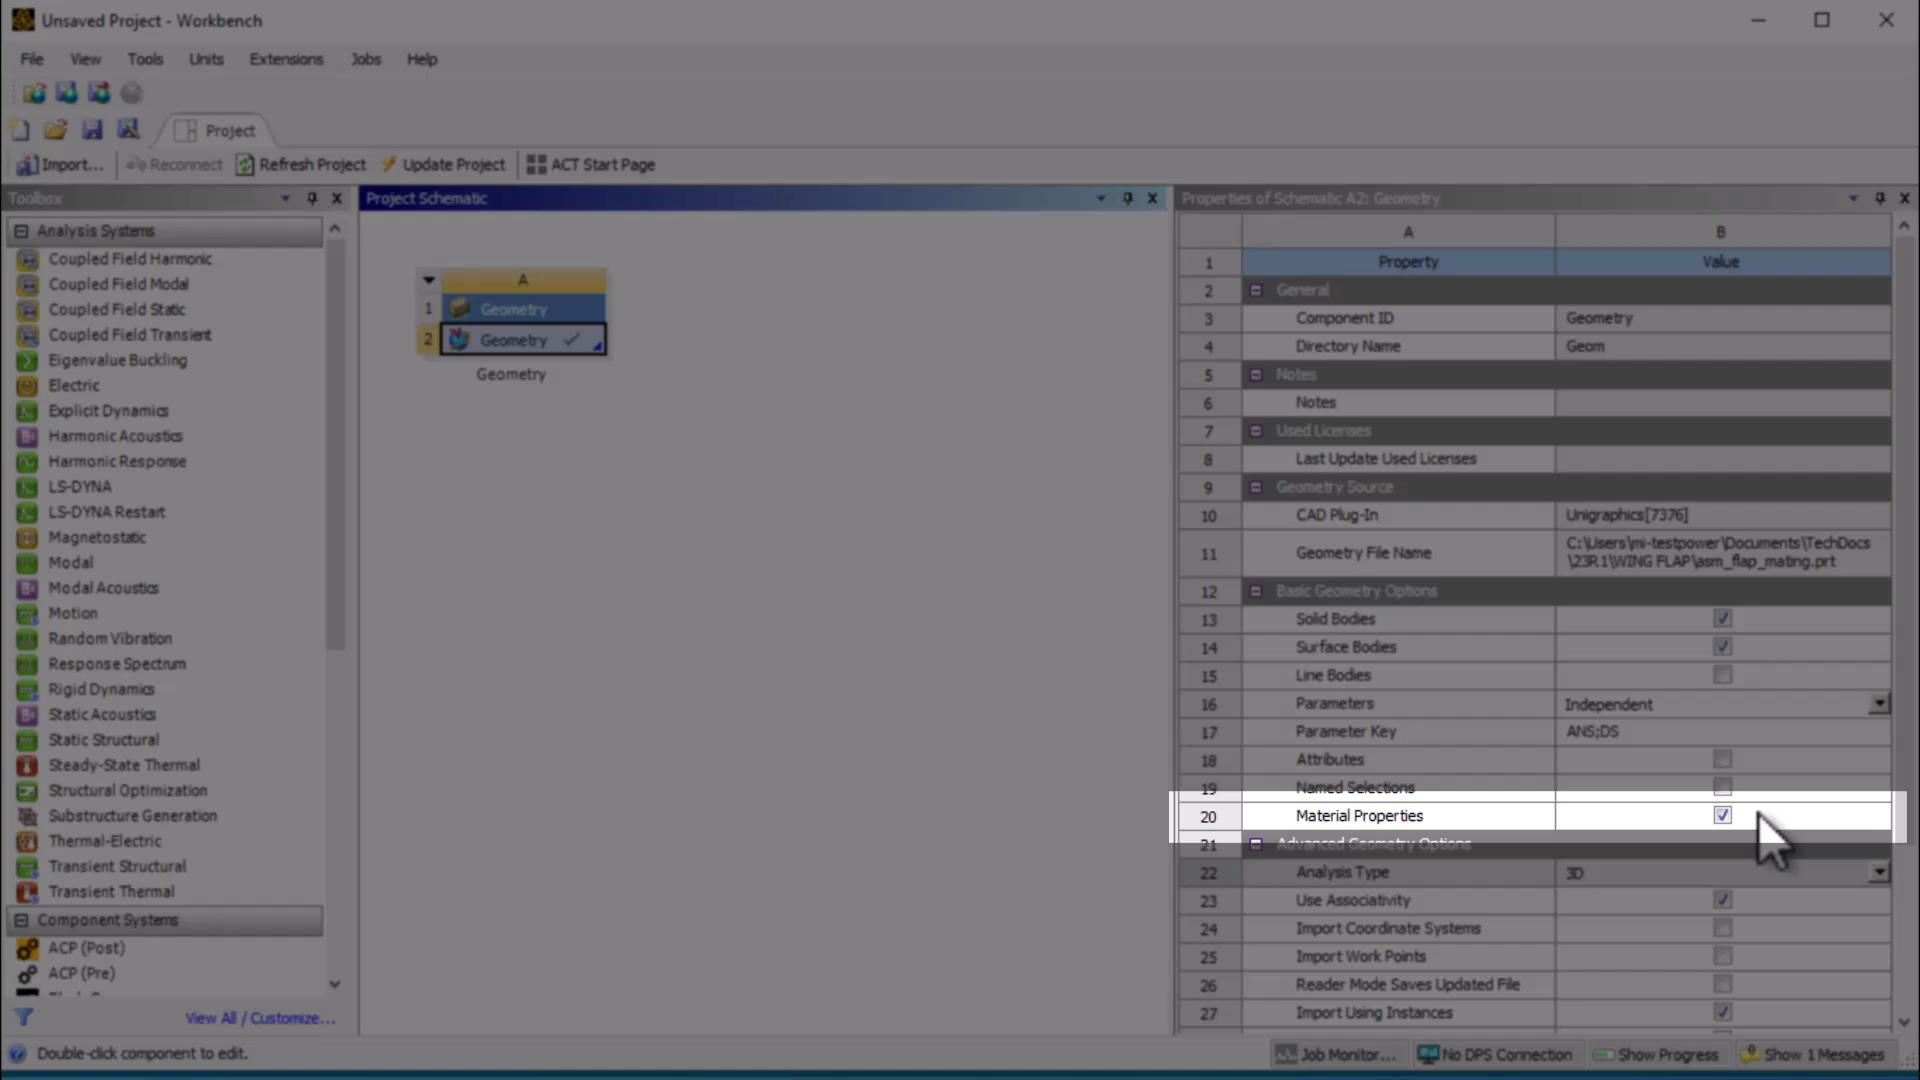 Unsaved Project - Workbench
File View Tools Units Extensions Jobs Help
Project
Import... Reconnect Refresh Project Update Project ACT Start Page
Toolbox
Analysis Systems
Coupled Field Harmonic
Coupled Field Modal
Coupled Field Static
Coupled Field Transient
Eigenvalue Buckling
Electric
Explicit Dynamics
Harmonic Acoustics
Harmonic Response
LS-DYNA
LS-DYNA Restart
Magnetostatic
Modal
Modal Acoustics
Motion
Random Vibration
Response Spectrum
Rigid Dynamics
Static Acoustics
Static Structural
Steady-State Thermal
Structural Optimization
Substructure Generation
Thermal-Electric
Transient Structural
Transient Thermal
Component Systems
ACP (Post)
ACP (Pre)
View All / Customize...
Project Schematic
A
1 Geometry
2 Geometry
Geometry
Properties of Schematic A2: Geometry
A B
1 Property Value
2 General
3 Component ID Geometry
4 Directory Name Geom
5 Notes
6 Notes
7 Used Licenses
8 Last Update Used Licenses
9 Geometry Source
10 CAD Plug-In Unigraphics[7376]
11 Geometry File Name C:\Users\mi-testpower\Documents\TechDocs
\23R1\WING FLAP\asm_flap_mating.prt
12 Basic Geometry Options
13 Solid Bodies
14 Surface Bodies
15 Line Bodies
16 Parameters Independent
17 Parameter Key ANS;DS
18 Attributes
19 Named Selections
20 Material Properties
21 Advanced Geometry Options
22 Analysis Type 3D
23 Use Associativity
24 Import Coordinate Systems
25 Import Work Points
26 Reader Mode Saves Updated File
27 Import Using Instances
Double-click component to edit.
Job Monitor... No DPS Connection Show Progress Show 1 Messages